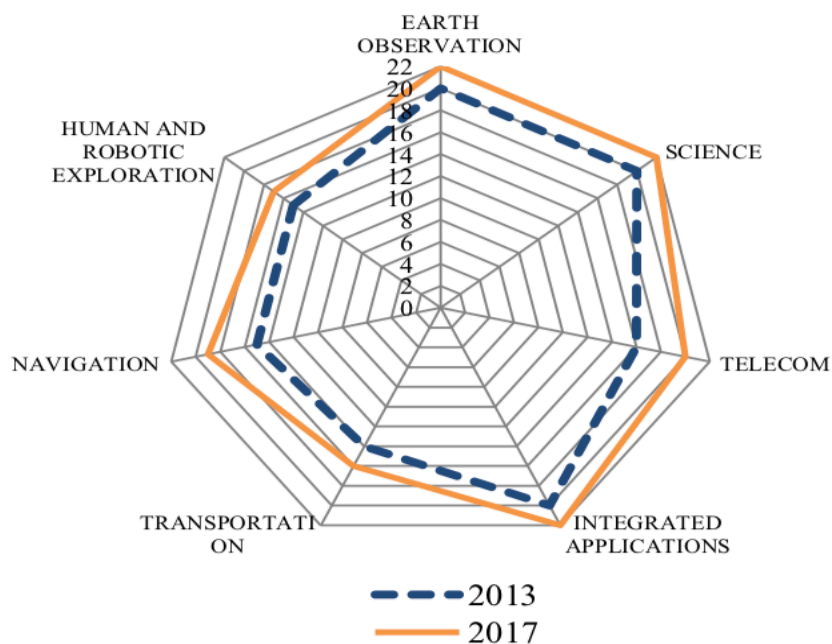 EARTH
OBSERVATION
22
20
18
16
14
12
10
8
6
4
2
0
HUMAN AND
ROBOTIC
EXPLORATION
SCIENCE
NAVIGATION
TELECOM
TRANSPORTATI
ON
INTEGRATED
APPLICATIONS
2013
2017